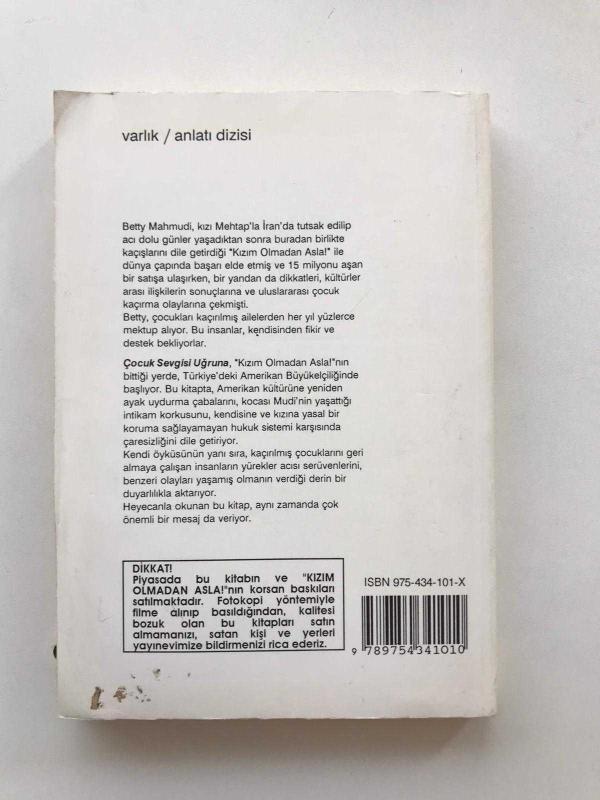 varlık / anlatı dizisi
Betty Mahmudi, kızı Mehtap'la İran'da tutsak edilip
acı dolu günler yaşadıktan sonra buradan birlikte
kaçışlarını dile getirdiği "Kızım Olmadan Asla!" ile
dünya çapında başarı elde etmiş ve 15 milyonu aşan
bir satışa ulaşırken, bir yandan da dikkatleri, kültürler
arası ilişkilerin sonuçlarına ve uluslararası çocuk
kaçırma olaylarına çekmişti.
Betty, çocukları kaçırılmış ailelerden her yıl yüzlerce
mektup alıyor. Bu insanlar, kendisinden fikir ve
destek bekliyorlar.
Çocuk Sevgisi Uğruna, "Kızım Olmadan Asla!"nın
bittiği yerde, Türkiye'deki Amerikan Büyükelçiliğinde
başlıyor. Bu kitapta, Amerikan kültürüne yeniden
ayak uydurma çabalarını, kocası Mudi'nin yaşattığı
intikam korkusunu, kendisine ve kızına yasal bir
koruma sağlayamayan hukuk sistemi karşısında
çaresizliğini dile getiriyor.
Kendi öyküsünün yanı sıra, kaçırılmış çocuklarını geri
almaya çalışan insanların yürekler acısı serüvenlerini,
benzeri olayları yaşamış olmanın verdiği derin bir
duyarlılıkla aktarıyor.
Heyecanla okunan bu kitap, aynı zamanda çok
önemli bir mesaj da veriyor.
DİKKAT!
Piyasada bu kitabın ve "KIZIM
OLMADAN ASLA!"nın korsan baskıları
satılmaktadır. Fotokopi yöntemiyle
filme alınıp basıldığından, kalitesi
bozuk olan bu kitapları satın
almamanızı, satan kişi ve yerleri
yayınevimize bildirmenizi rica ederiz.
ISBN 975-434-101-X
9 789754 341010